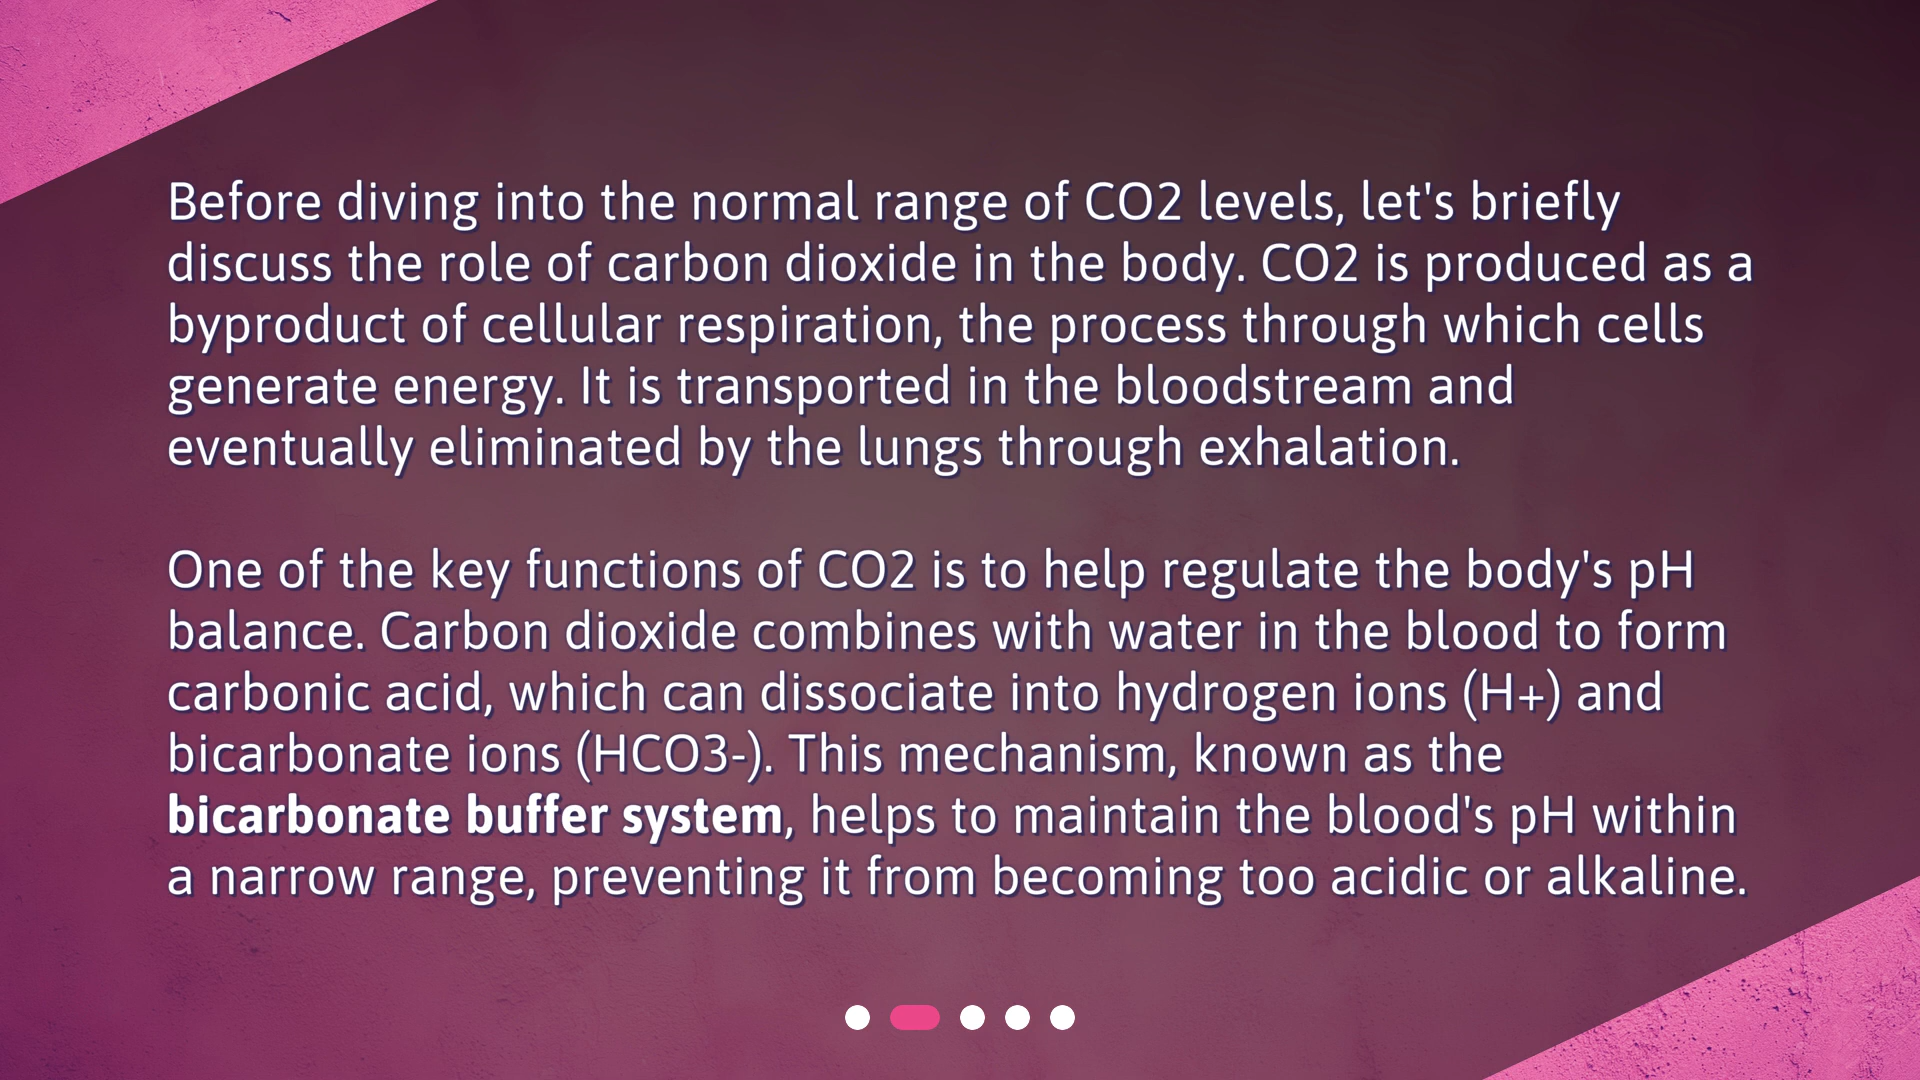 Before diving into the normal range of CO2 levels, let's briefly
discuss the role of carbon dioxide in the body. CO2 is produced as a
byproduct of cellular respiration, the process through which cells
generate energy. It is transported in the bloodstream and
eventually eliminated by the lungs through exhalation.
One of the key functions of CO2 is to help regulate the body's pH
balance. Carbon dioxide combines with water in the blood to form
carbonic acid, which can dissociate into hydrogen ions (H+) and
bicarbonate ions (HCO3-). This mechanism, known as the
bicarbonate buffer system, helps to maintain the blood's pH within
a narrow range, preventing it from becoming too acidic or alkaline.